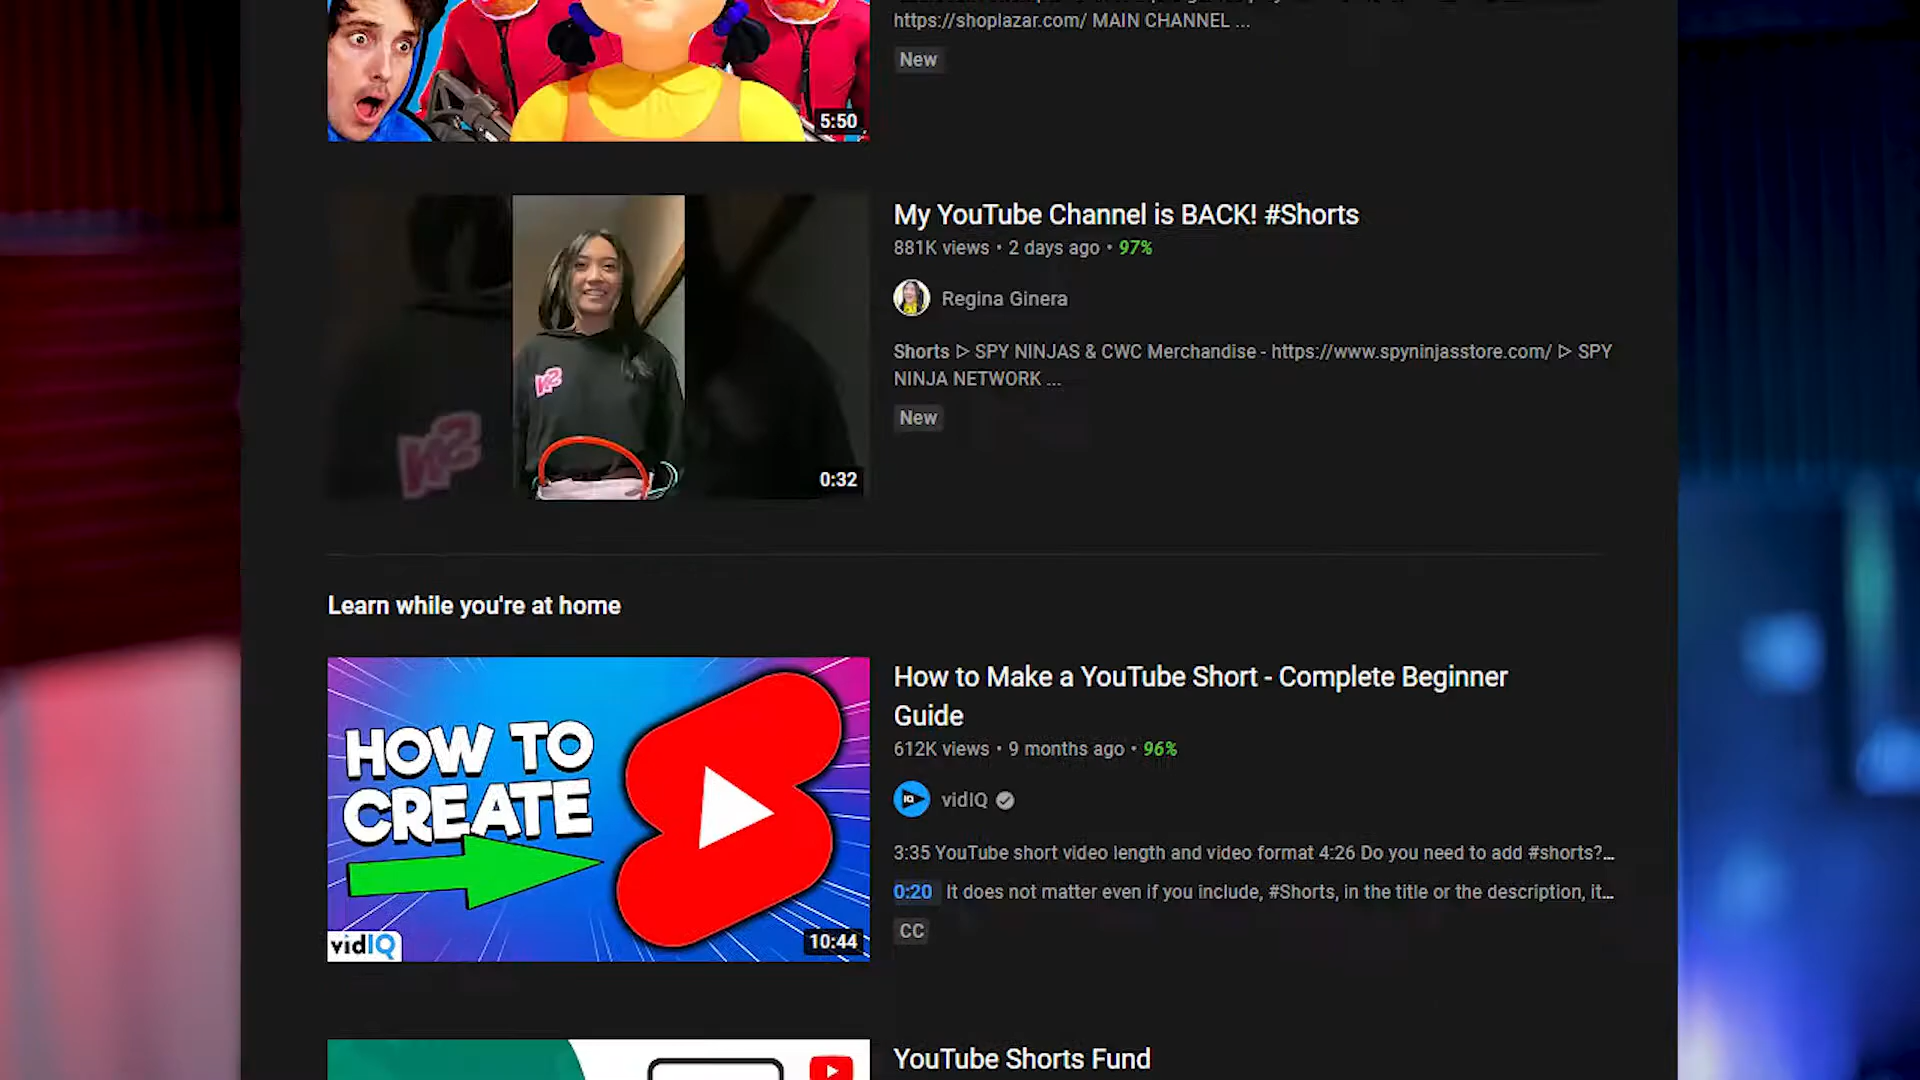 https://shoplazar.com/ MAIN CHANNEL ...
New
5:50
My YouTube Channel is BACK! #Shorts
881K views • 2 days ago • 97%
Regina Ginera
Shorts ▷ SPY NINJAS & CWC Merchandise - https://www.spyninjasstore.com/ ▷ SPY
NINJA NETWORK ...
New
0:32
Learn while you're at home
HOW TO
CREATE
vidIQ
10:44
How to Make a YouTube Short - Complete Beginner
Guide
612K views • 9 months ago • 96%
IQ
vidIQ
3:35 YouTube short video length and video format 4:26 Do you need to add #shorts?...
0:20 It does not matter even if you include, #Shorts, in the title or the description, it...
CC
YouTube Shorts Fund